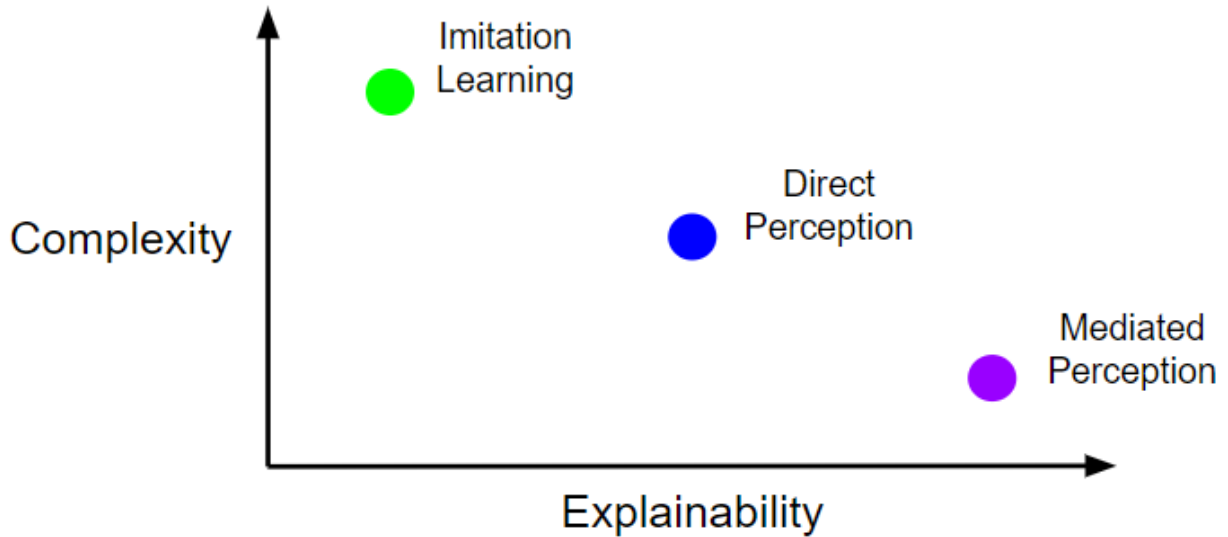 Imitation
Learning
Direct
Perception
Complexity
Mediated
Perception
Explainability